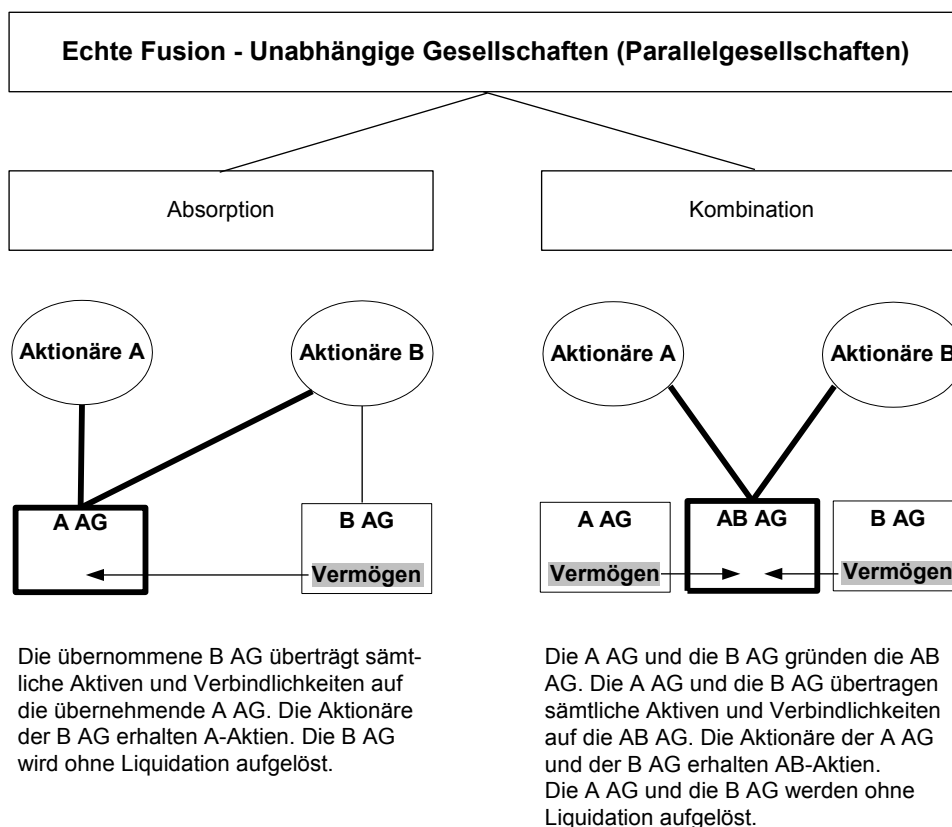 Echte Fusion - Unabhängige Gesellschaften (Parallelgesellschaften)
Absorption
Kombination
Aktionäre A
Aktionäre B
Aktionäre A
Aktionäre B
A AG
B AG
Vermögen
A AG
AB AG
B AG
Vermögen
Vermögen
Die übernommene B AG überträgt sämt-
liche Aktiven und Verbindlichkeiten auf
die übernehmende A AG. Die Aktionäre
der B AG erhalten A-Aktien. Die B AG
wird ohne Liquidation aufgelöst.
Die A AG und die B AG gründen die AB
AG. Die A AG und die B AG übertragen
sämtliche Aktiven und Verbindlichkeiten
auf die AB AG. Die Aktionäre der A AG
und der B AG erhalten AB-Aktien.
Die A AG und die B AG werden ohne
Liquidation aufgelöst.